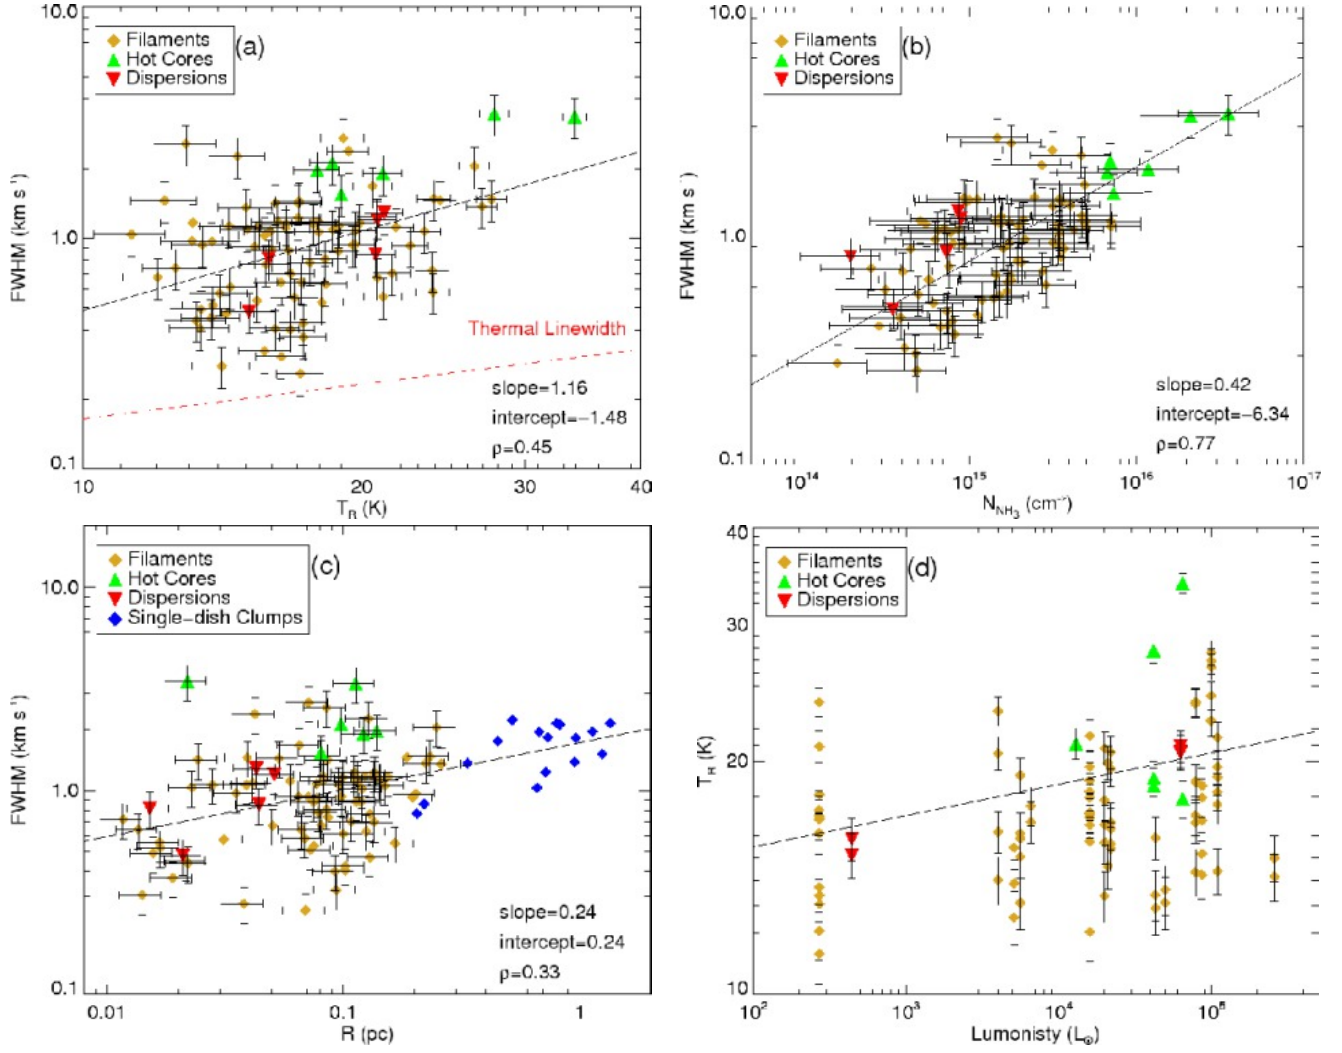 10.0
Filaments
Hot Cores
Dispersions
(a)
1.0
FWHM (km s⁻¹)
Thermal Linewidth
slope=1.16
intercept=−1.48
ρ=0.45
0.1
10
20
30
40
T_R (K)
10.0
Filaments
Hot Cores
Dispersions
(b)
1.0
FWHM (km s⁻)
slope=0.42
intercept=−6.34
ρ=0.77
0.1
10¹⁴
10¹⁵
10¹⁶
10¹⁷
N_NH₃
Filaments
Hot Cores
Dispersions
Single−dish Clumps
(c)
10.0
1.0
FWHM (km s⁻¹)
slope=0.24
intercept=0.24
ρ=0.33
0.1
0.01
0.1
1
R (pc)
40
Filaments
Hot Cores
Dispersions
(d)
30
20
T_R (K)
10
10²
10³
10⁴
10⁵
Lumonisty (L⊙)